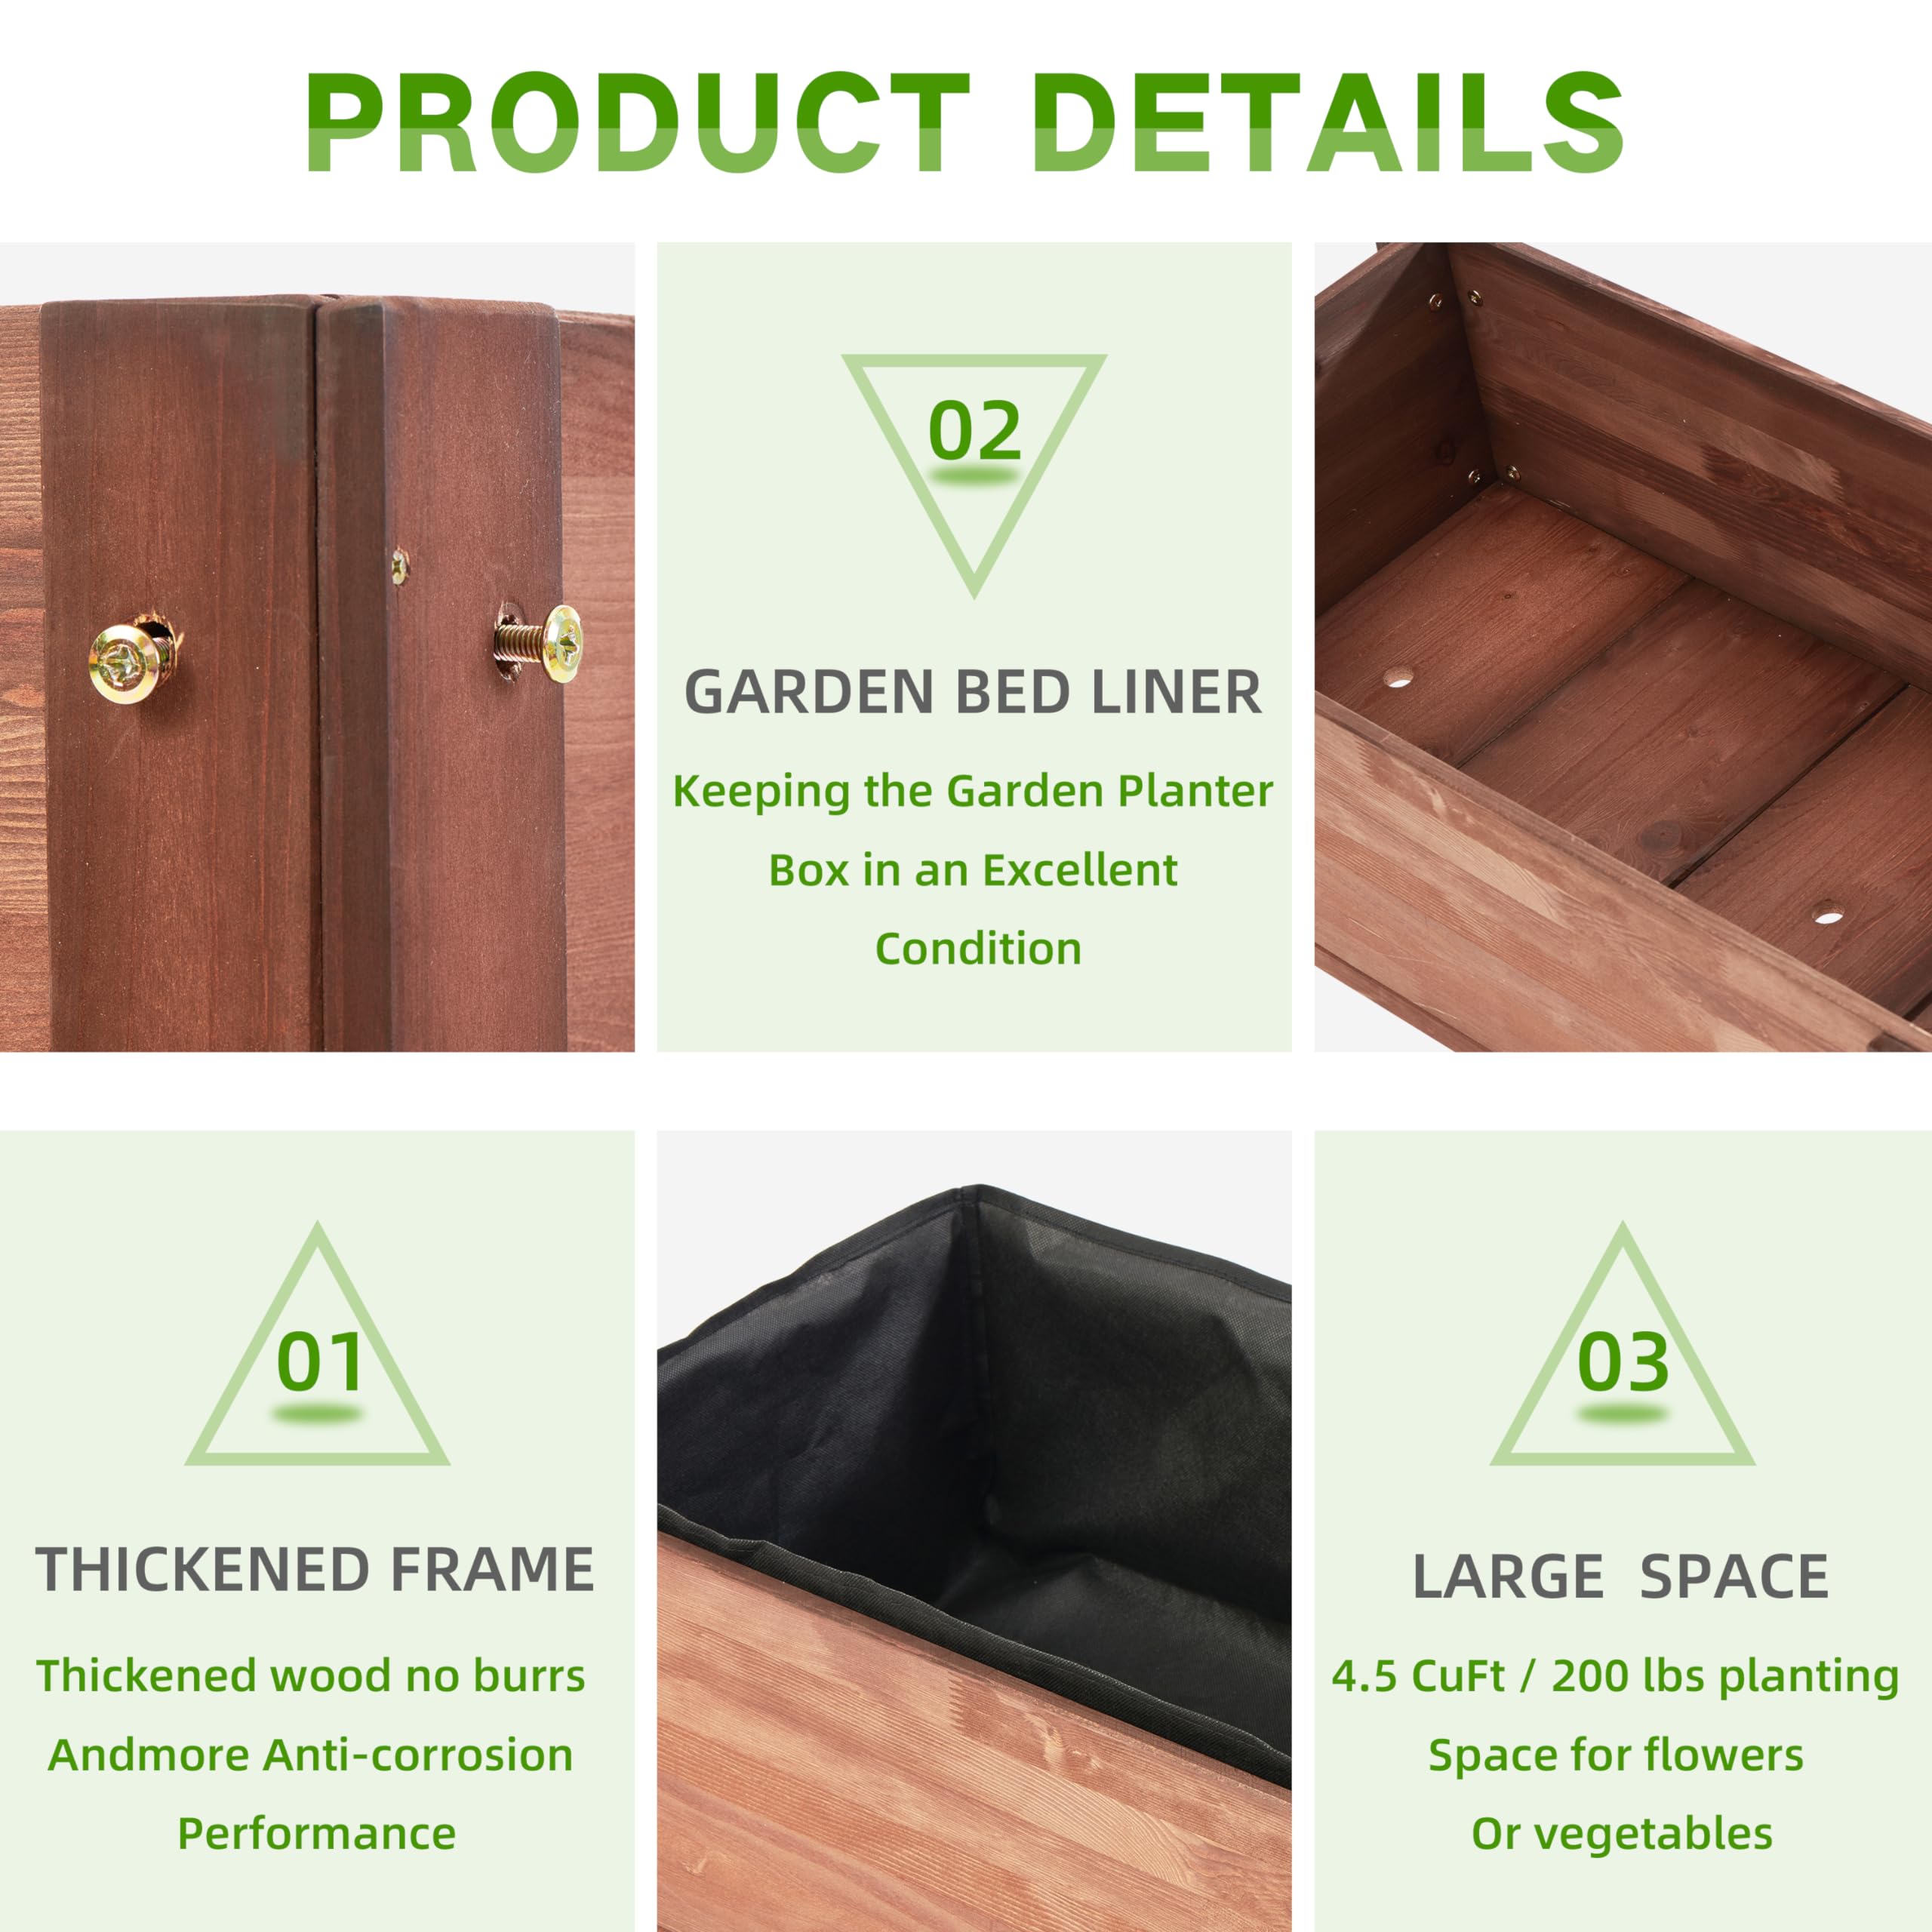 PRODUCT DETAILS
02
GARDEN BED LINER
Keeping the Garden Planter
Box in an Excellent
Condition
01
THICKENED FRAME
Thickened wood no burrs
Andmore Anti-corrosion
Performance
03
LARGE SPACE
4.5 CuFt / 200 lbs planting
Space for flowers
Or vegetables